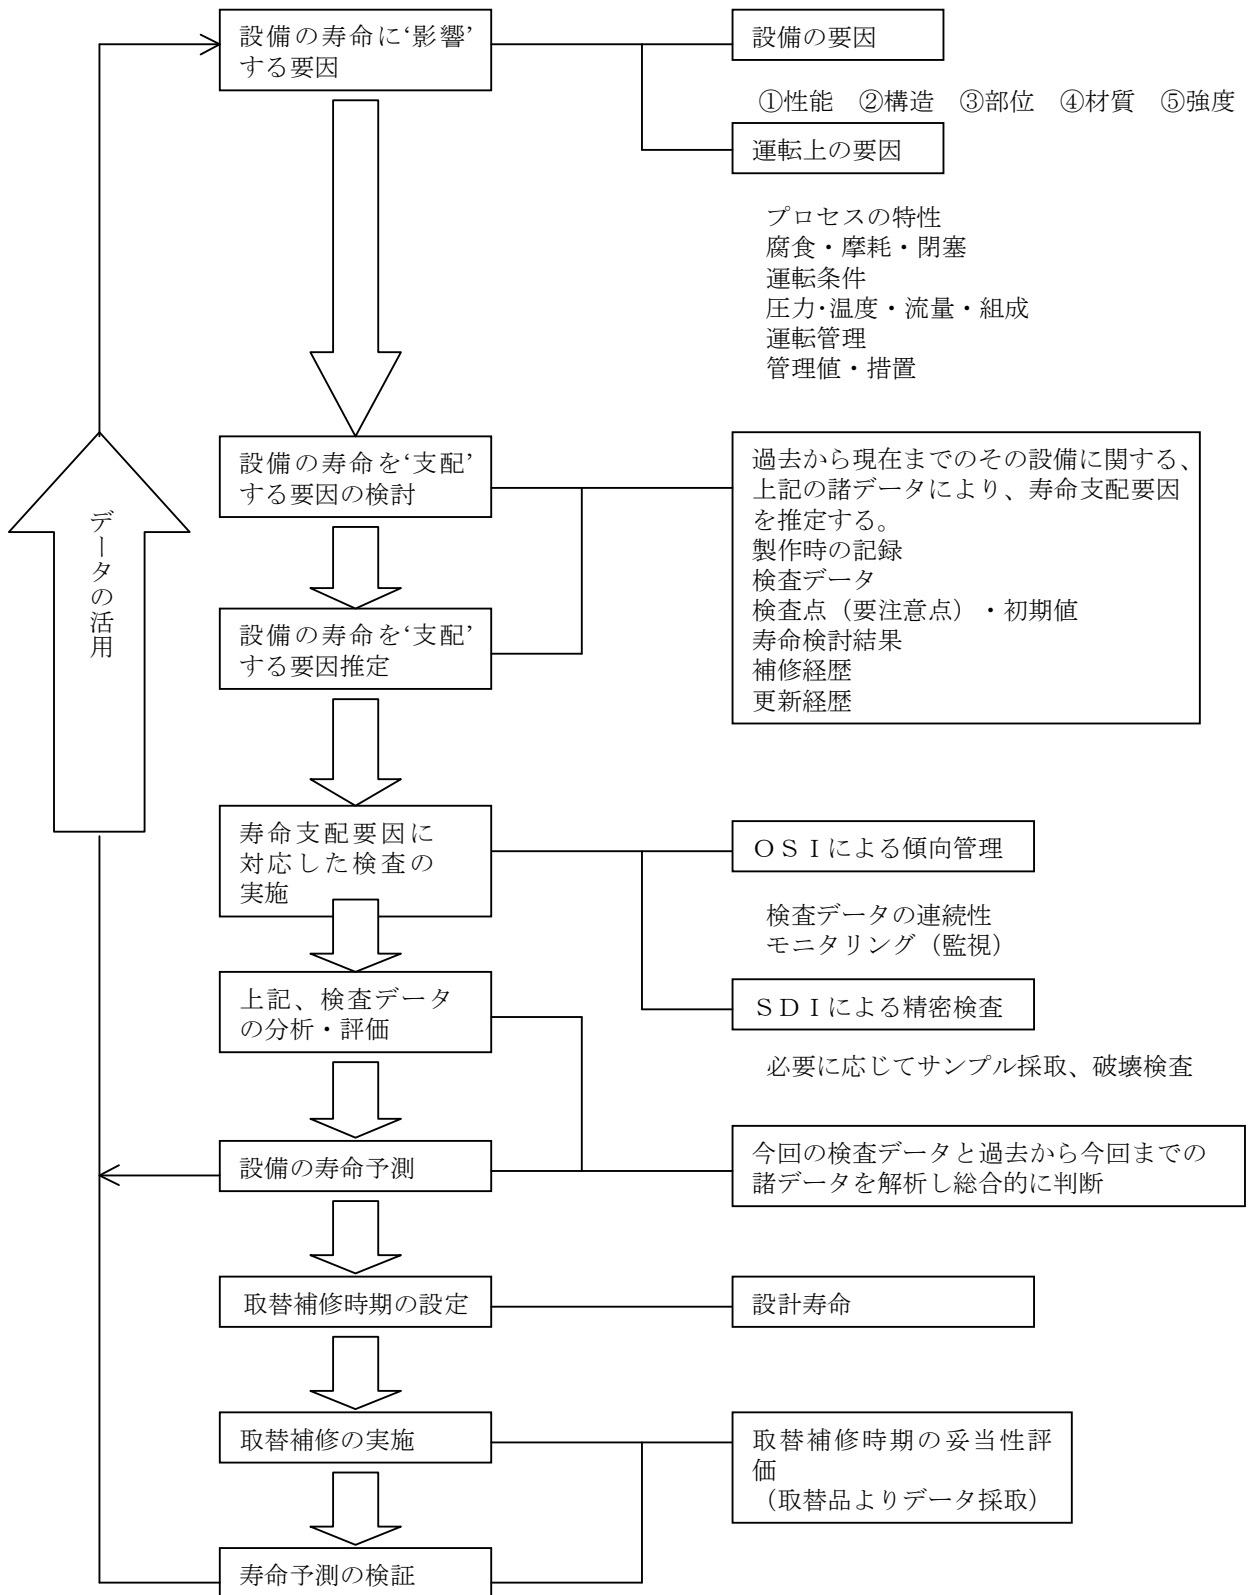 設備の寿命に‘影響’
する要因
設備の要因
①性能　②構造　③部位　④材質　⑤強度
運転上の要因
プロセスの特性
腐食・摩耗・閉塞
運転条件
圧力･温度・流量・組成
運転管理
管理値・措置
設備の寿命を‘支配’
する要因の検討
過去から現在までのその設備に関する、
上記の諸データにより、寿命支配要因
を推定する。
製作時の記録
検査データ
検査点（要注意点）・初期値
寿命検討結果
補修経歴
更新経歴
データの活用
設備の寿命を‘支配’
する要因推定
寿命支配要因に
対応した検査の
実施
ＯＳＩによる傾向管理
検査データの連続性
モニタリング（監視）
上記、検査データ
の分析・評価
ＳＤＩによる精密検査
必要に応じてサンプル採取、破壊検査
設備の寿命予測
今回の検査データと過去から今回までの
諸データを解析し総合的に判断
取替補修時期の設定
設計寿命
取替補修の実施
取替補修時期の妥当性評
価
（取替品よりデータ採取）
寿命予測の検証